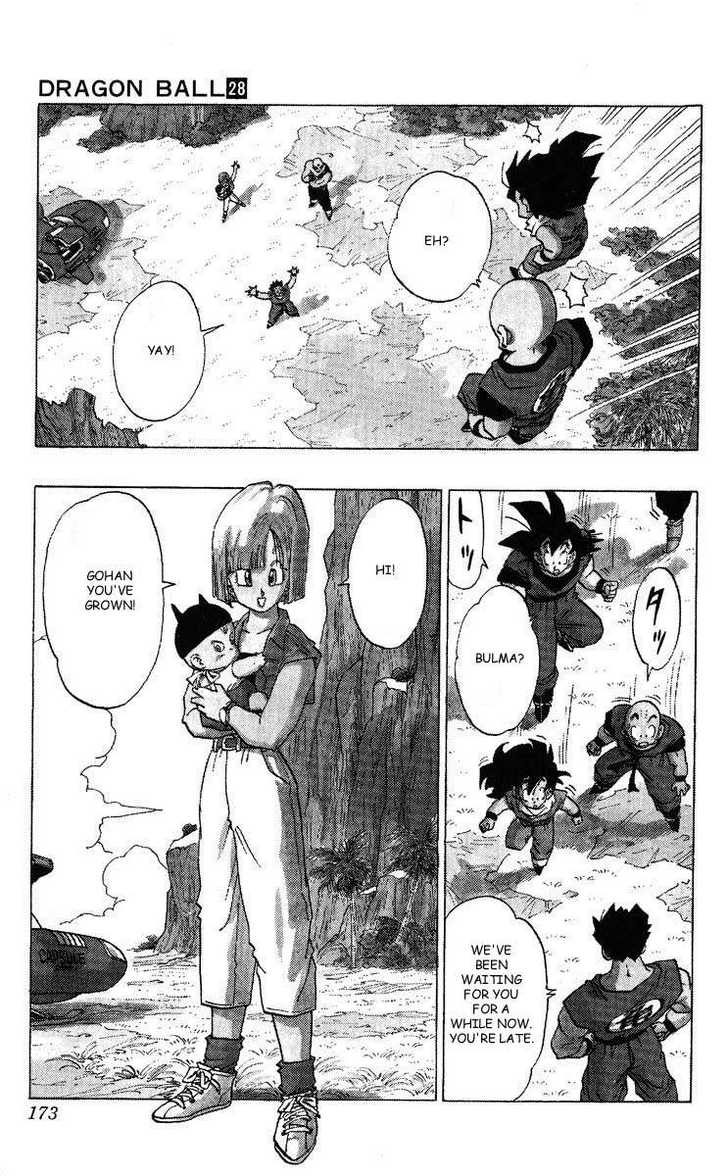 DRAGON BALL 28
EH?
YAY!
トッ
タッ
BULMA?
WE'VE
BEEN
WAITING
FOR YOU
FOR A
WHILE NOW.
YOU'RE LATE.
HI!
GOHAN
YOU'VE
GROWN!
CAPSULE
173